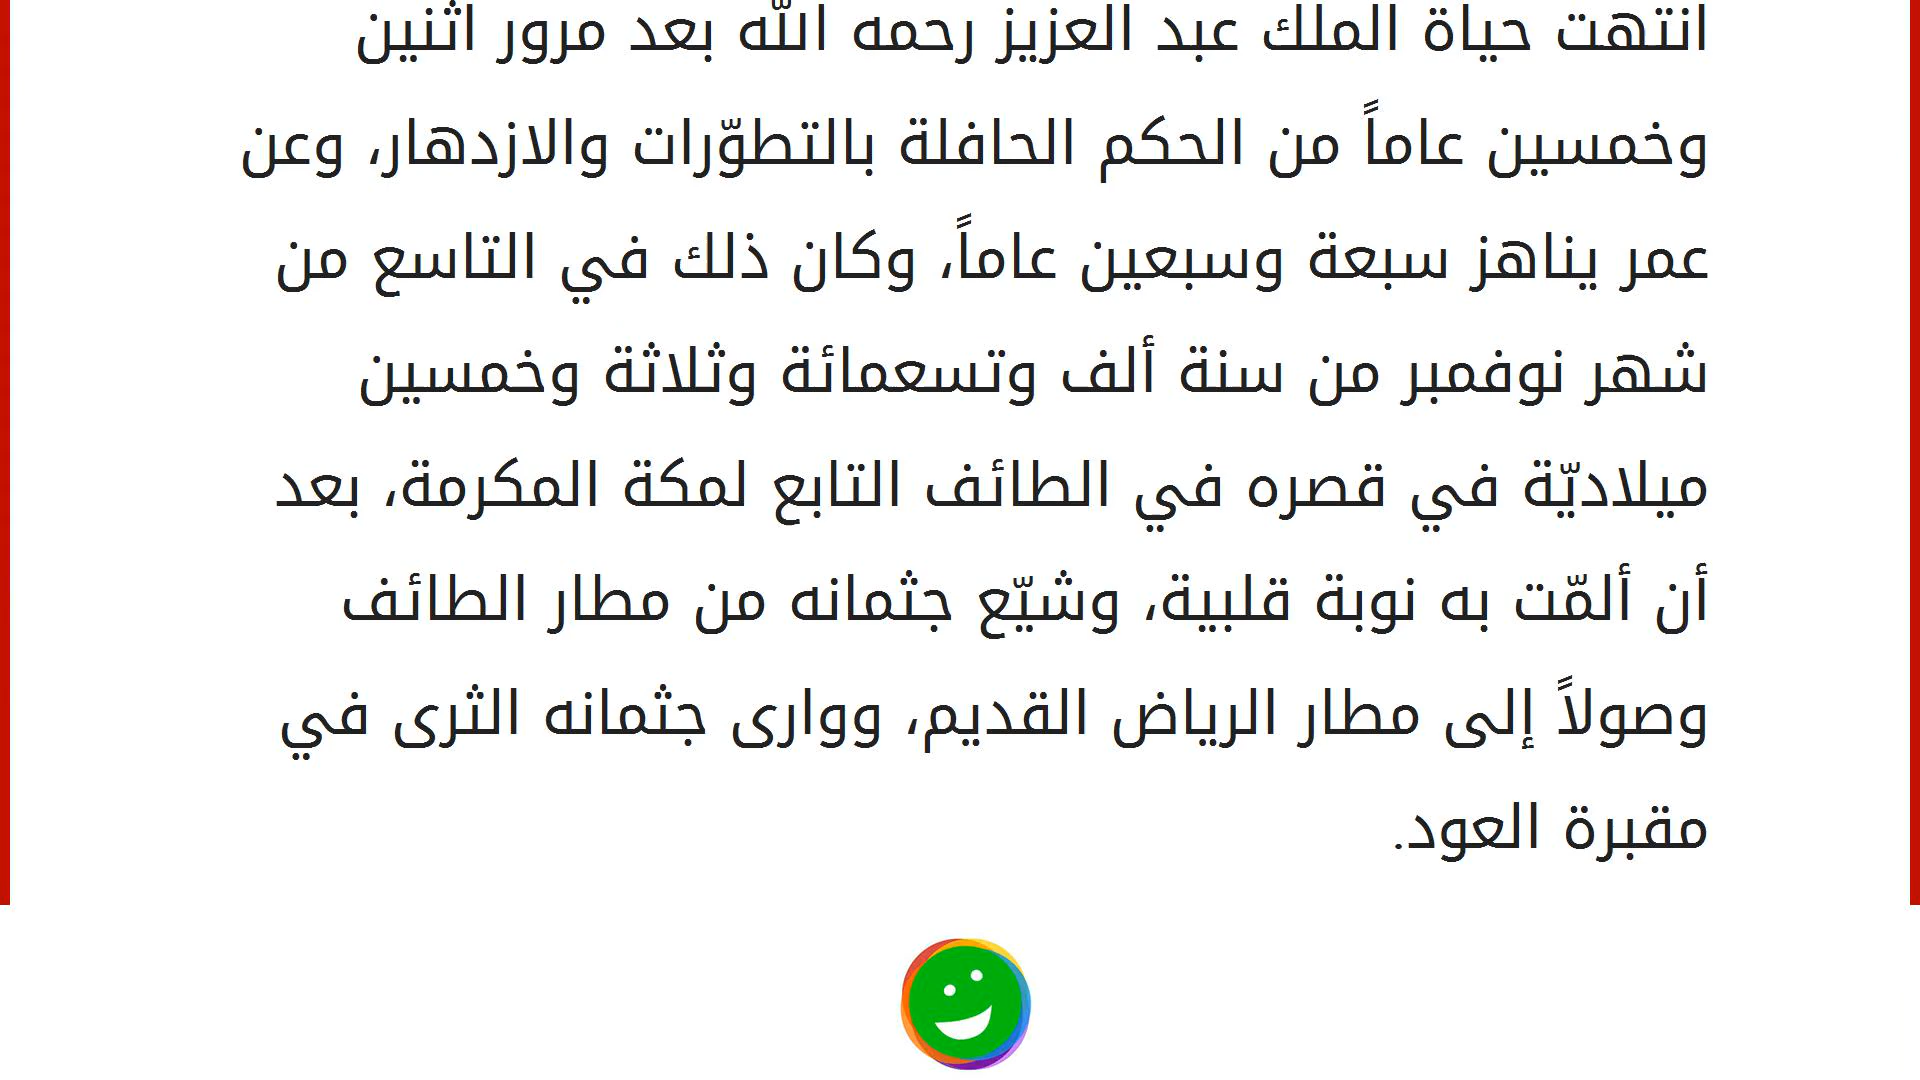 انتهت حياة الملك عبد العزيز رحمه الله بعد مرور اثنين
وخمسين عاماً من الحكم الحافلة بالتطوّرات والازدهار، وعن
عمر يناهز سبعة وسبعين عاماً، وكان ذلك في التاسع من
شهر نوفمبر من سنة ألف وتسعمائة وثلاثة وخمسين
ميلاديّة في قصره في الطائف التابع لمكة المكرمة، بعد
أن ألمّت به نوبة قلبية، وشيّع جثمانه من مطار الطائف
وصولاً إلى مطار الرياض القديم، ووارى جثمانه الثرى في
مقبرة العود.